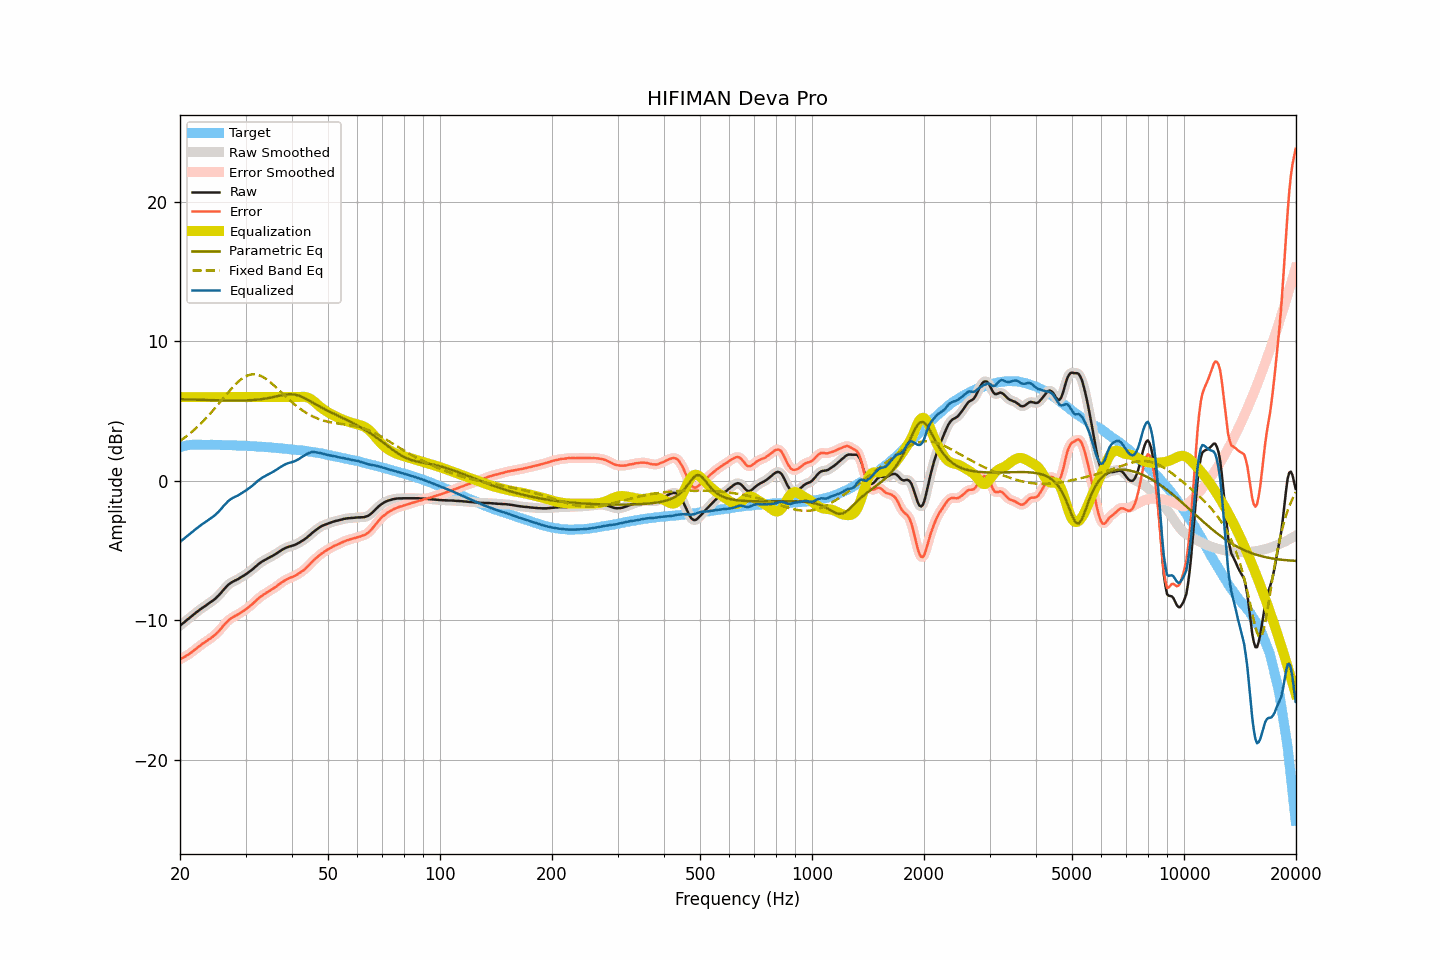 HIFIMAN Deva Pro
Target
Raw Smoothed
Error Smoothed
Raw
Error
Equalization
Parametric Eq
Fixed Band Eq
Equalized
20
10
0
−10
−20
Amplitude (dBr)
20 50 100 200 500 1000 2000 5000 10000 20000
Frequency (Hz)